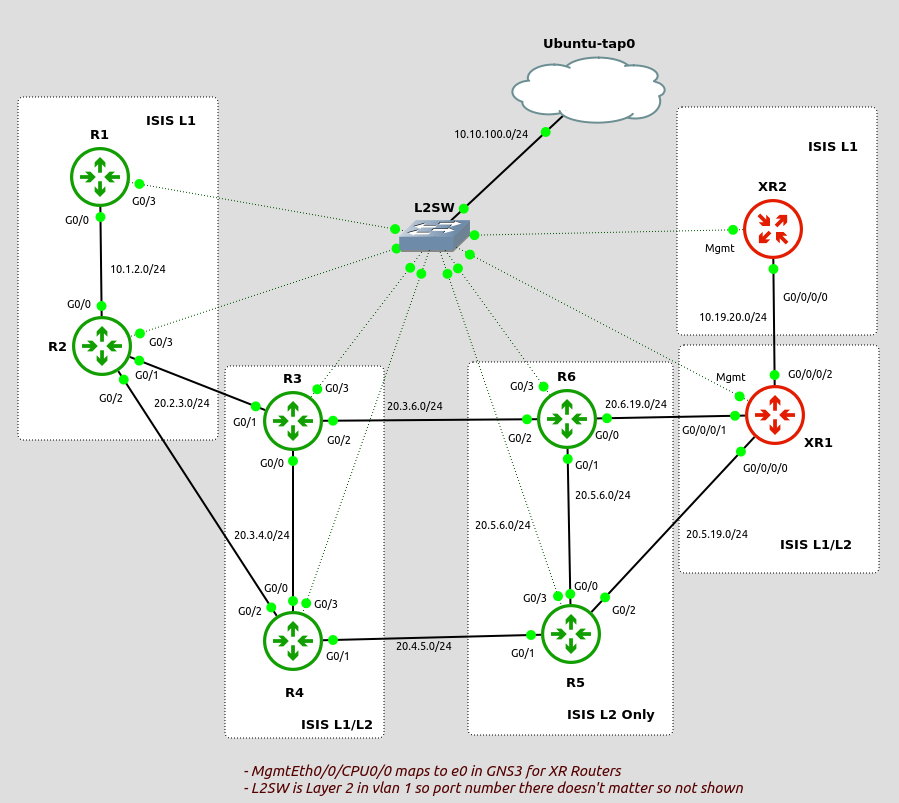 Ubuntu-tap0
10.10.100.0/24
ISIS L1
R1
G0/3
G0/0
10.1.2.0/24
G0/0
R2
G0/3
G0/1
G0/2
20.2.3.0/24
L2SW
ISIS L1
XR2
Mgmt
G0/0/0/0
10.19.20.0/24
R3
G0/3
G0/1
G0/2
G0/0
20.3.6.0/24
20.3.4.0/24
G0/0
G0/3
G0/2
G0/1
R4
ISIS L1/L2
20.4.5.0/24
R6
G0/3
G0/2
G0/0
G0/1
20.6.19.0/24
20.5.6.0/24
20.5.6.0/24
G0/0
G0/3
G0/2
G0/1
R5
ISIS L2 Only
Mgmt
G0/0/0/2
G0/0/0/1
XR1
G0/0/0/0
20.5.19.0/24
ISIS L1/L2
- MgmtEth0/0/CPU0/0 maps to e0 in GNS3 for XR Routers
- L2SW is Layer 2 in vlan 1 so port number there doesn't matter so not shown